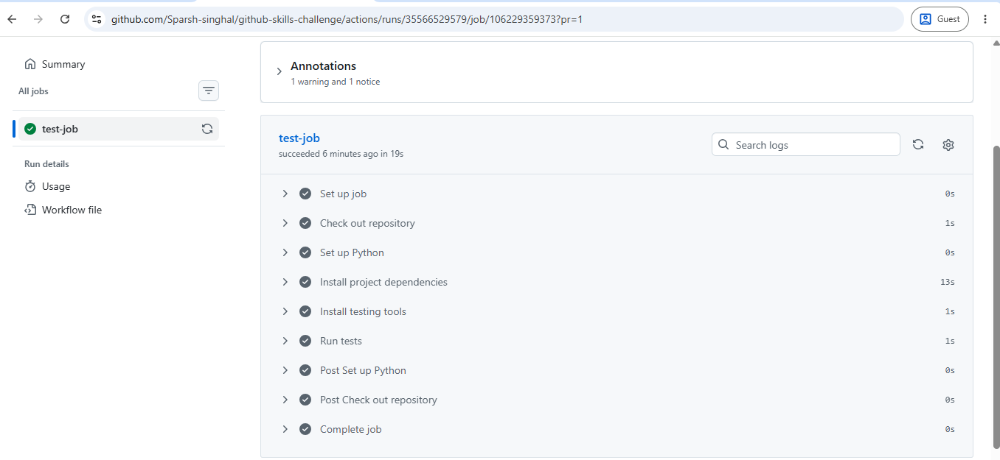 github.com/Sparsh-singhal/github-skills-challenge/actions/runs/35566529579/job/106229359373?pr=1
Guest
Summary
All jobs
test-job
Run details
Usage
Workflow file
Annotations
1 warning and 1 notice
test-job
succeeded 6 minutes ago in 19s
Search logs
Set up job 0s
Check out repository 1s
Set up Python 0s
Install project dependencies 13s
Install testing tools 1s
Run tests 1s
Post Set up Python 0s
Post Check out repository 0s
Complete job 0s